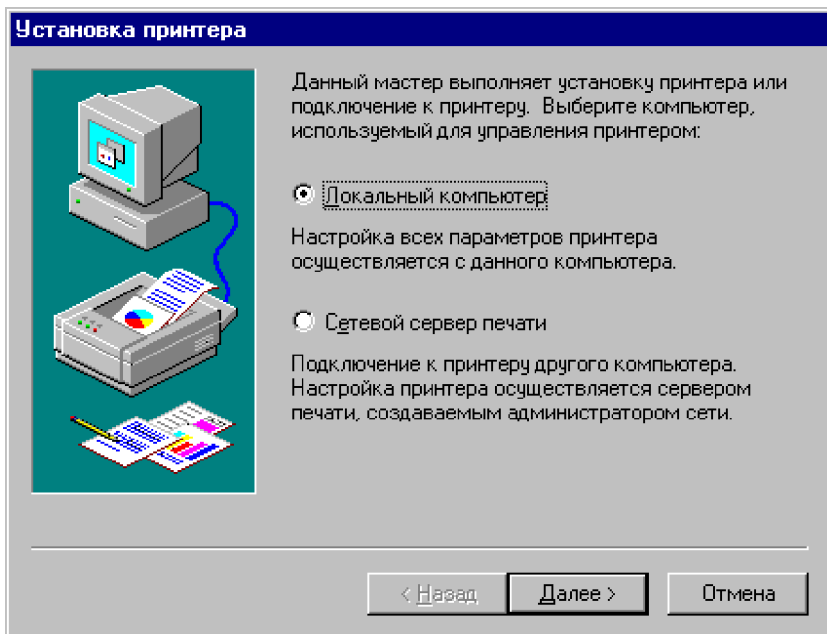 Установка принтера
Данный мастер выполняет установку принтера или
подключение к принтеру. Выберите компьютер,
используемый для управления принтером:
Локальный компьютер
Настройка всех параметров принтера
осуществляется с данного компьютера.
Сетевой сервер печати
Подключение к принтеру другого компьютера.
Настройка принтера осуществляется сервером
печати, создаваемым администратором сети.
< Назад
Далее >
Отмена